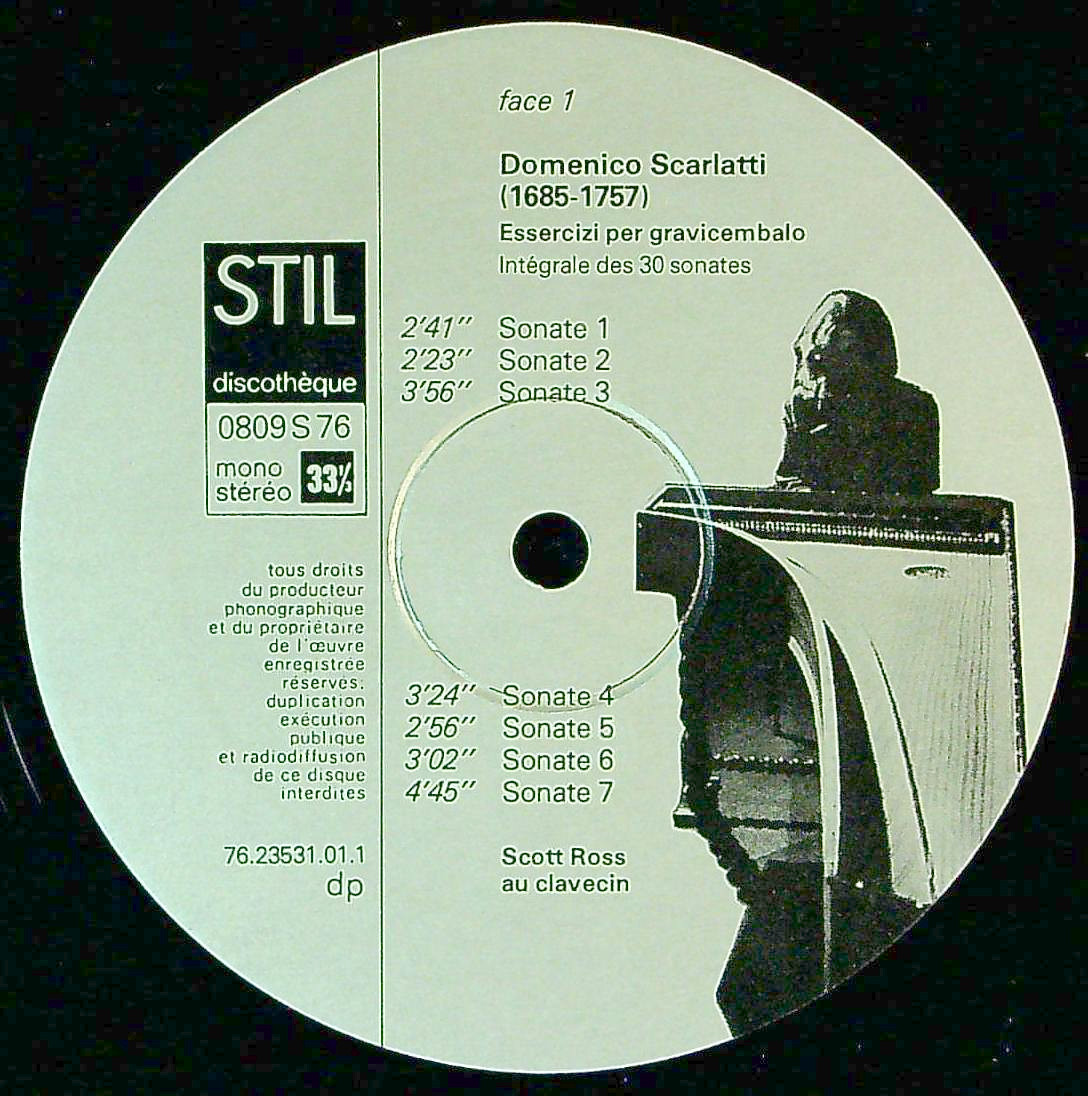 face 1
Domenico Scarlatti
(1685-1757)
Essercizi per gravicembalo
Intégrale des 30 sonates
2'41" Sonate 1
2'23" Sonate 2
3'56" Sonate 3
STIL
discothèque
0809 S 76
mono
stéréo
33⅓
tous droits
du producteur
phonographique
et du propriétaire
de l'œuvre
enregistrée
réservés.
duplication
exécution
publique
et radiodiffusion
de ce disque
interdites
3'24" Sonate 4
2'56" Sonate 5
3'02" Sonate 6
4'45" Sonate 7
76.23531.01.1
dp
Scott Ross
au clavecin